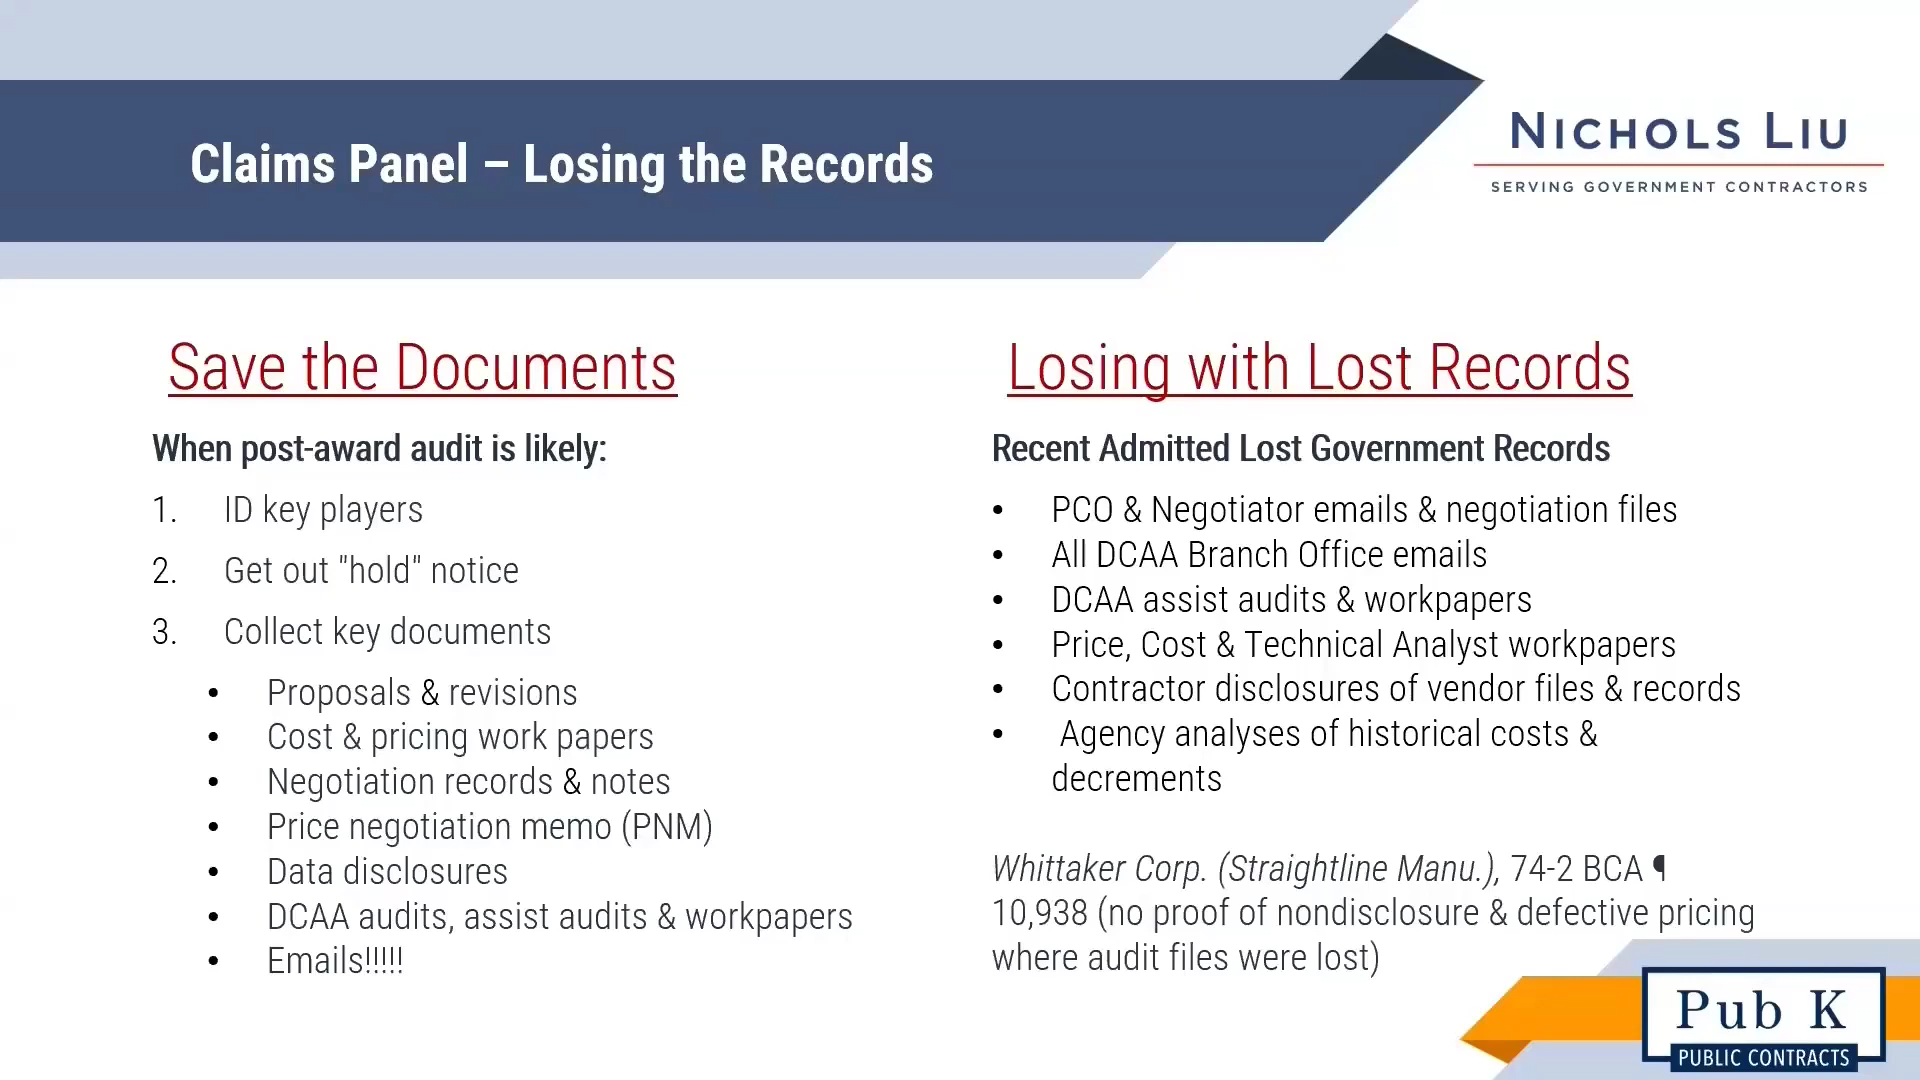 Claims Panel – Losing the Records
NICHOLS LIU
SERVING GOVERNMENT CONTRACTORS
Save the Documents
When post-award audit is likely:
1. ID key players
2. Get out "hold" notice
3. Collect key documents
• Proposals & revisions
• Cost & pricing work papers
• Negotiation records & notes
• Price negotiation memo (PNM)
• Data disclosures
• DCAA audits, assist audits & workpapers
• Emails!!!!!
Losing with Lost Records
Recent Admitted Lost Government Records
• PCO & Negotiator emails & negotiation files
• All DCAA Branch Office emails
• DCAA assist audits & workpapers
• Price, Cost & Technical Analyst workpapers
• Contractor disclosures of vendor files & records
• Agency analyses of historical costs &
decrements
Whittaker Corp. (Straightline Manu.), 74-2 BCA ¶
10,938 (no proof of nondisclosure & defective pricing
where audit files were lost)
Pub K
PUBLIC CONTRACTS